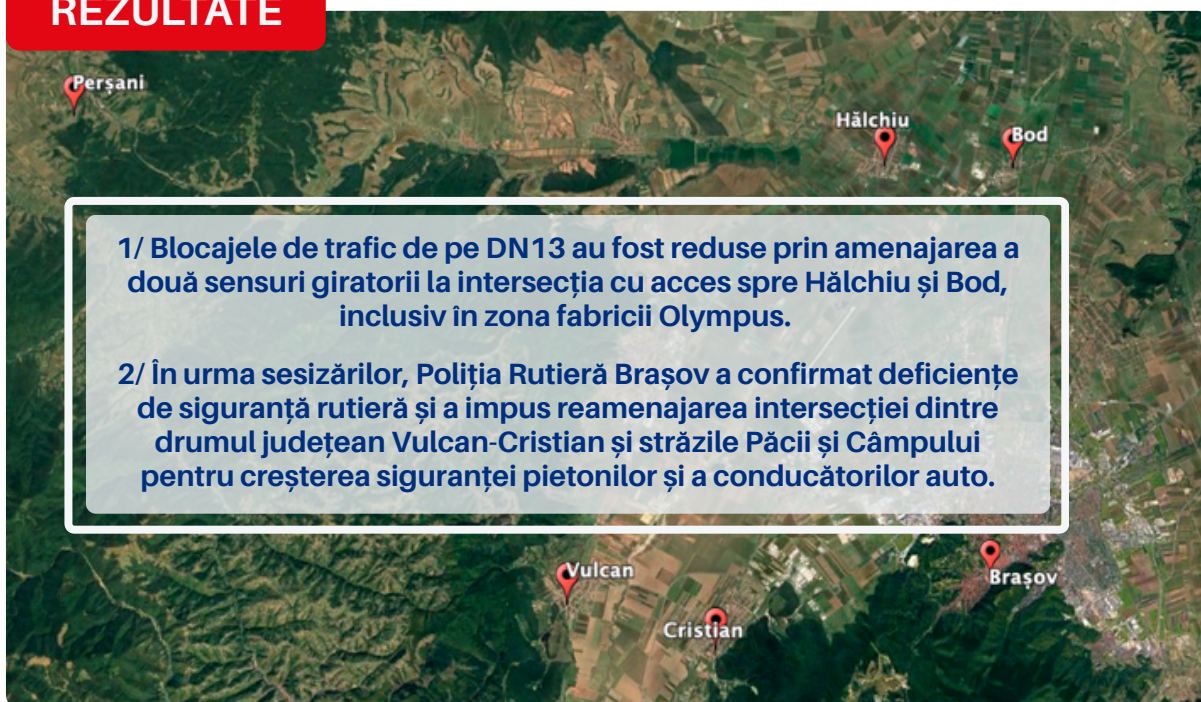 REZULTATE
Perșani
Hălchiu
Bod
1/ Blocajele de trafic de pe DN13 au fost reduse prin amenajarea a
două sensuri giratorii la intersecția cu acces spre Hălchiu și Bod,
inclusiv în zona fabricii Olympus.
2/ În urma sesizărilor, Poliția Rutieră Brașov a confirmat deficiențe
de siguranță rutieră și a impus reamenajarea intersecției dintre
drumul județean Vulcan-Cristian și străzile Păcii și Câmpului
pentru creșterea siguranței pietonilor și a conducătorilor auto.
Vulcan
Brașov
Cristian